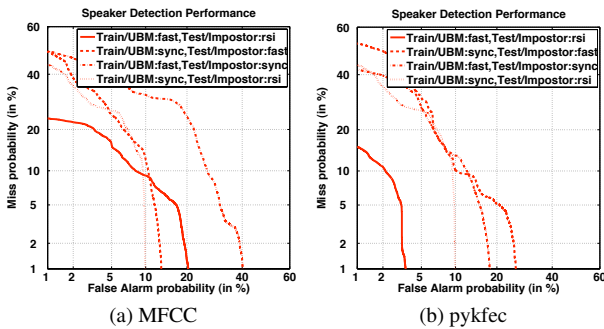 Speaker Detection Performance
60
40
20
10
5
2
1
Miss probability (in %)
Train/UBM:fast,Test/Impostor:rsi
Train/UBM:sync,Test/Impostor:fast
Train/UBM:fast,Test/Impostor:sync
Train/UBM:sync,Test/Impostor:rsi
1 2 5 10 20 40 60
False Alarm probability (in %)
(a) MFCC
Speaker Detection Performance
60
40
20
10
5
2
1
Miss probability (in %)
Train/UBM:fast,Test/Impostor:rsi
Train/UBM:sync,Test/Impostor:fast
Train/UBM:fast,Test/Impostor:sync
Train/UBM:sync,Test/Impostor:rsi
1 2 5 10 20 40 60
False Alarm probability (in %)
(b) pykfec